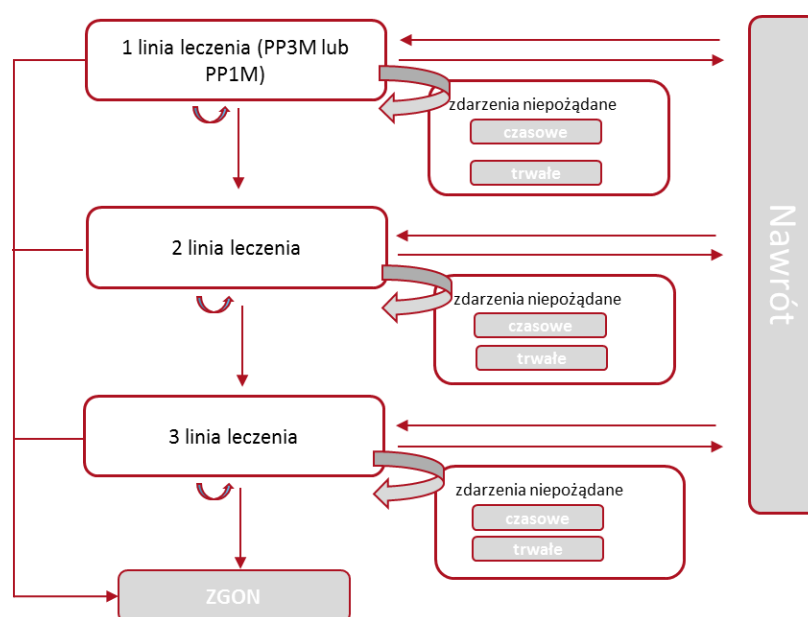 1 linia leczenia (PP3M lub
PP1M)
zdarzenia niepożądane
czasowe
trwałe
Nawrót
2 linia leczenia
zdarzenia niepożądane
czasowe
trwałe
3 linia leczenia
zdarzenia niepożądane
czasowe
trwałe
ZGON